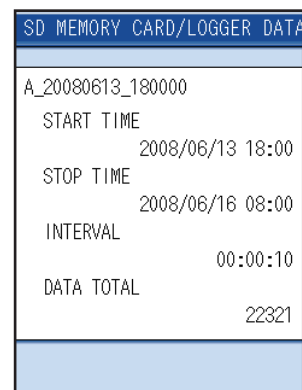 SD MEMORY CARD/LOGGER DATA
A_20080613_180000
START TIME
2008/06/13 18:00
STOP TIME
2008/06/16 08:00
INTERVAL
00:00:10
DATA TOTAL
22321